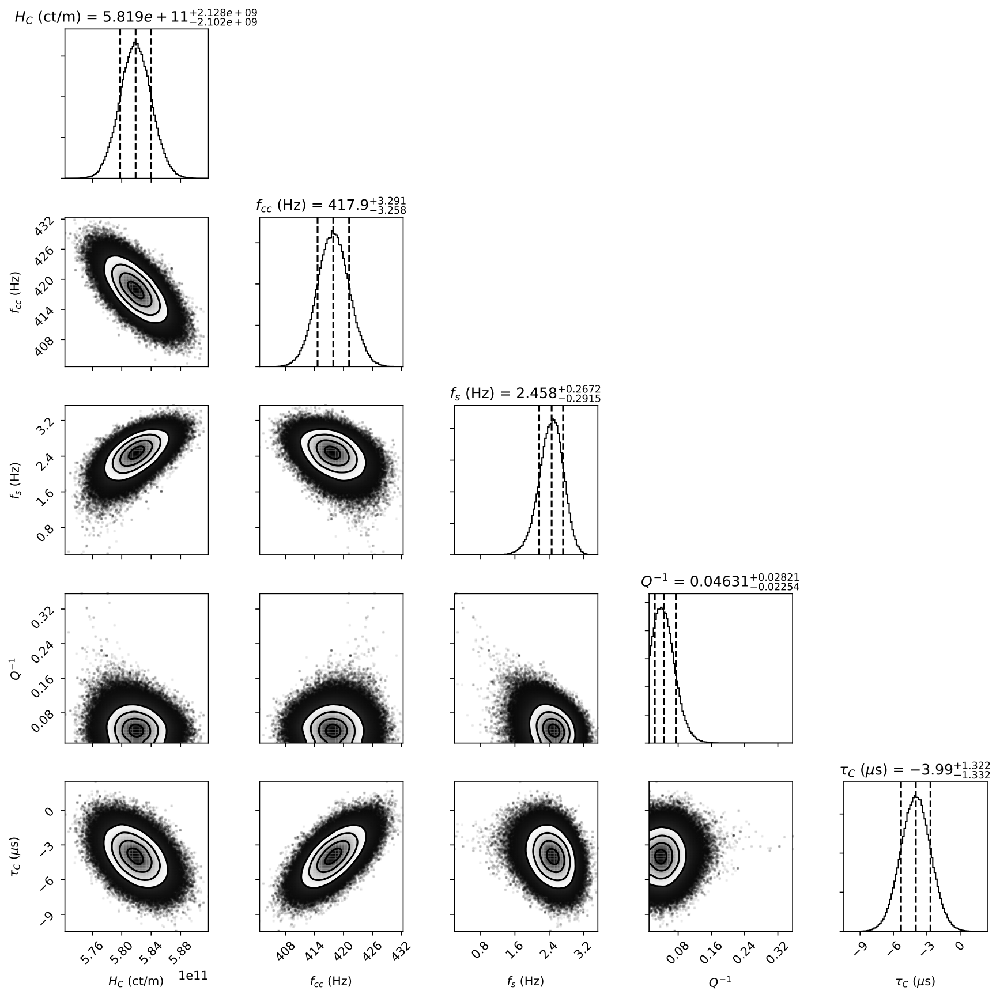 H_C (ct/m) = 5.819e + 11^{+2.128e+09}_{−2.102e+09}
f_{cc} (Hz) = 417.9^{+3.291}_{−3.258}
432
426
420
414
408
f_{cc} (Hz)
f_s (Hz) = 2.458^{+0.2672}_{−0.2915}
3.2
2.4
1.6
0.8
f_s (Hz)
Q^{−1} = 0.04631^{+0.02821}_{−0.02254}
0.32
0.24
0.16
0.08
Q^{−1}
τ_C (μs) = −3.99^{+1.322}_{−1.332}
0
−3
−6
−9
τ_C (μs)
5.76 5.80 5.84 5.88
1e11
H_C (ct/m)
408 414 420 426 432
f_{cc} (Hz)
0.8 1.6 2.4 3.2
f_s (Hz)
0.08 0.16 0.24 0.32
Q^{−1}
−9 −6 −3 0
τ_C (μs)